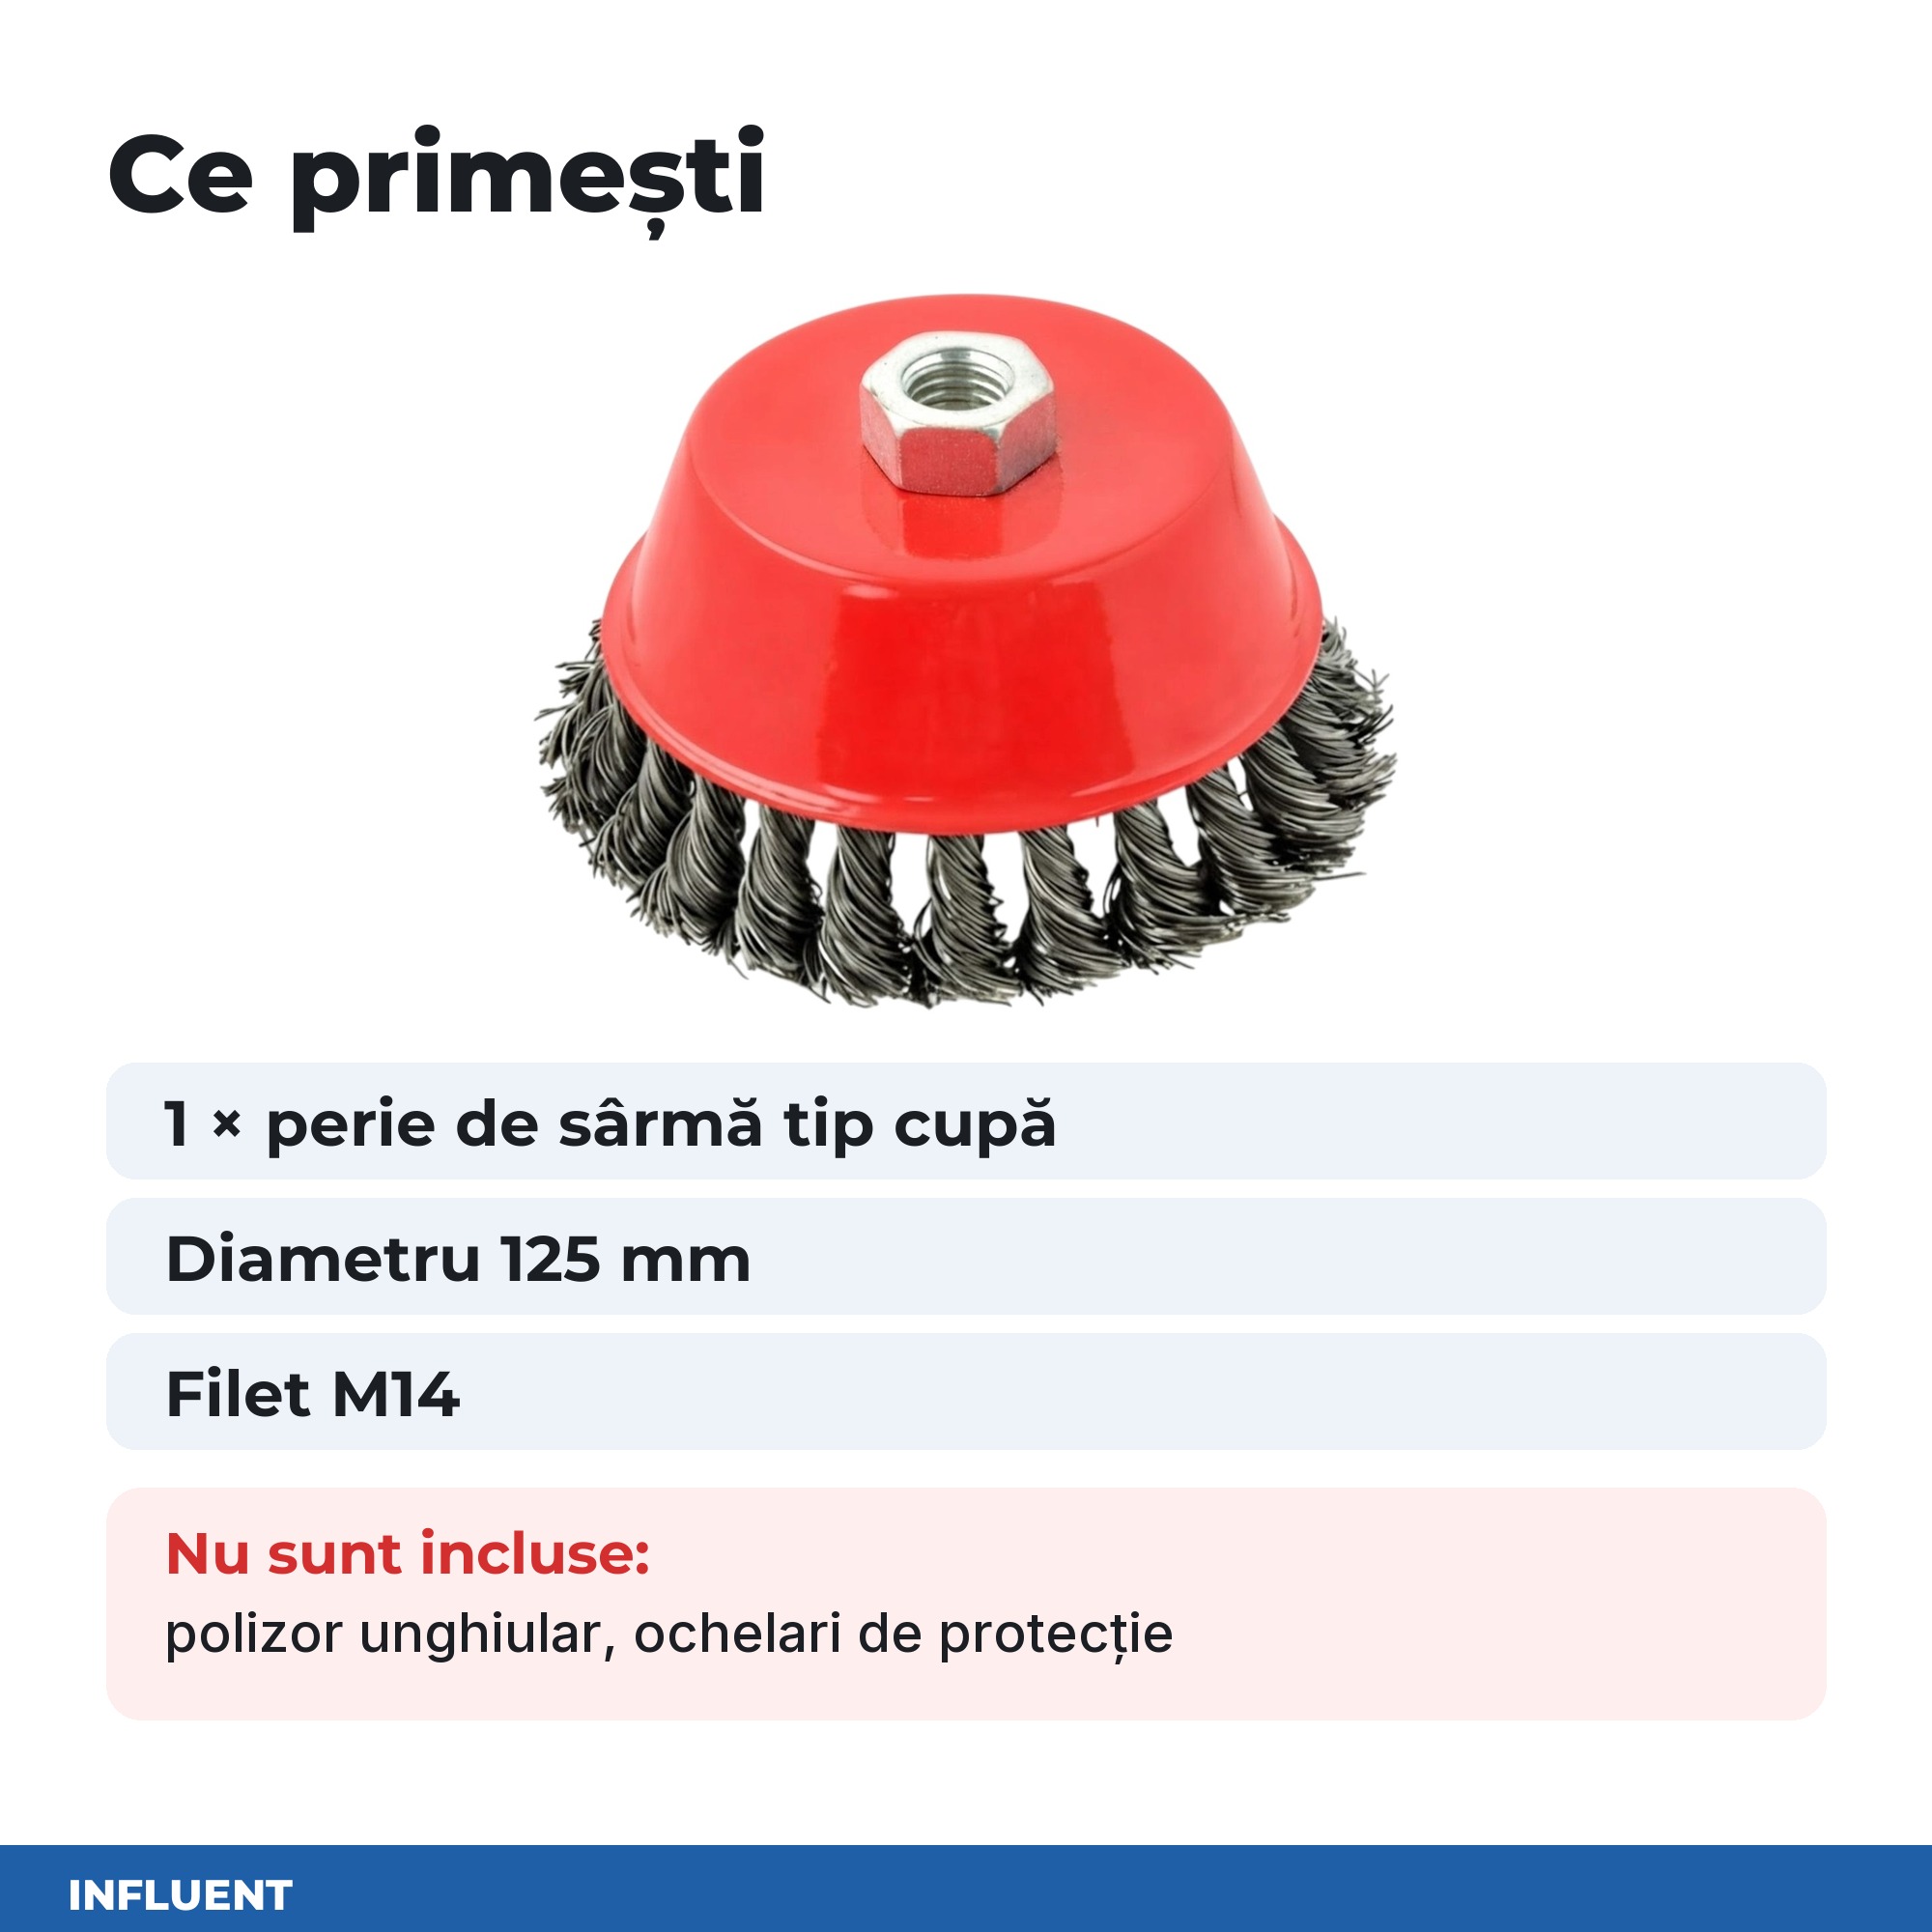 Ce primești
1 × perie de sârmă tip cupă
Diametru 125 mm
Filet M14
Nu sunt incluse:
polizor unghiular, ochelari de protecție
INFLUENT